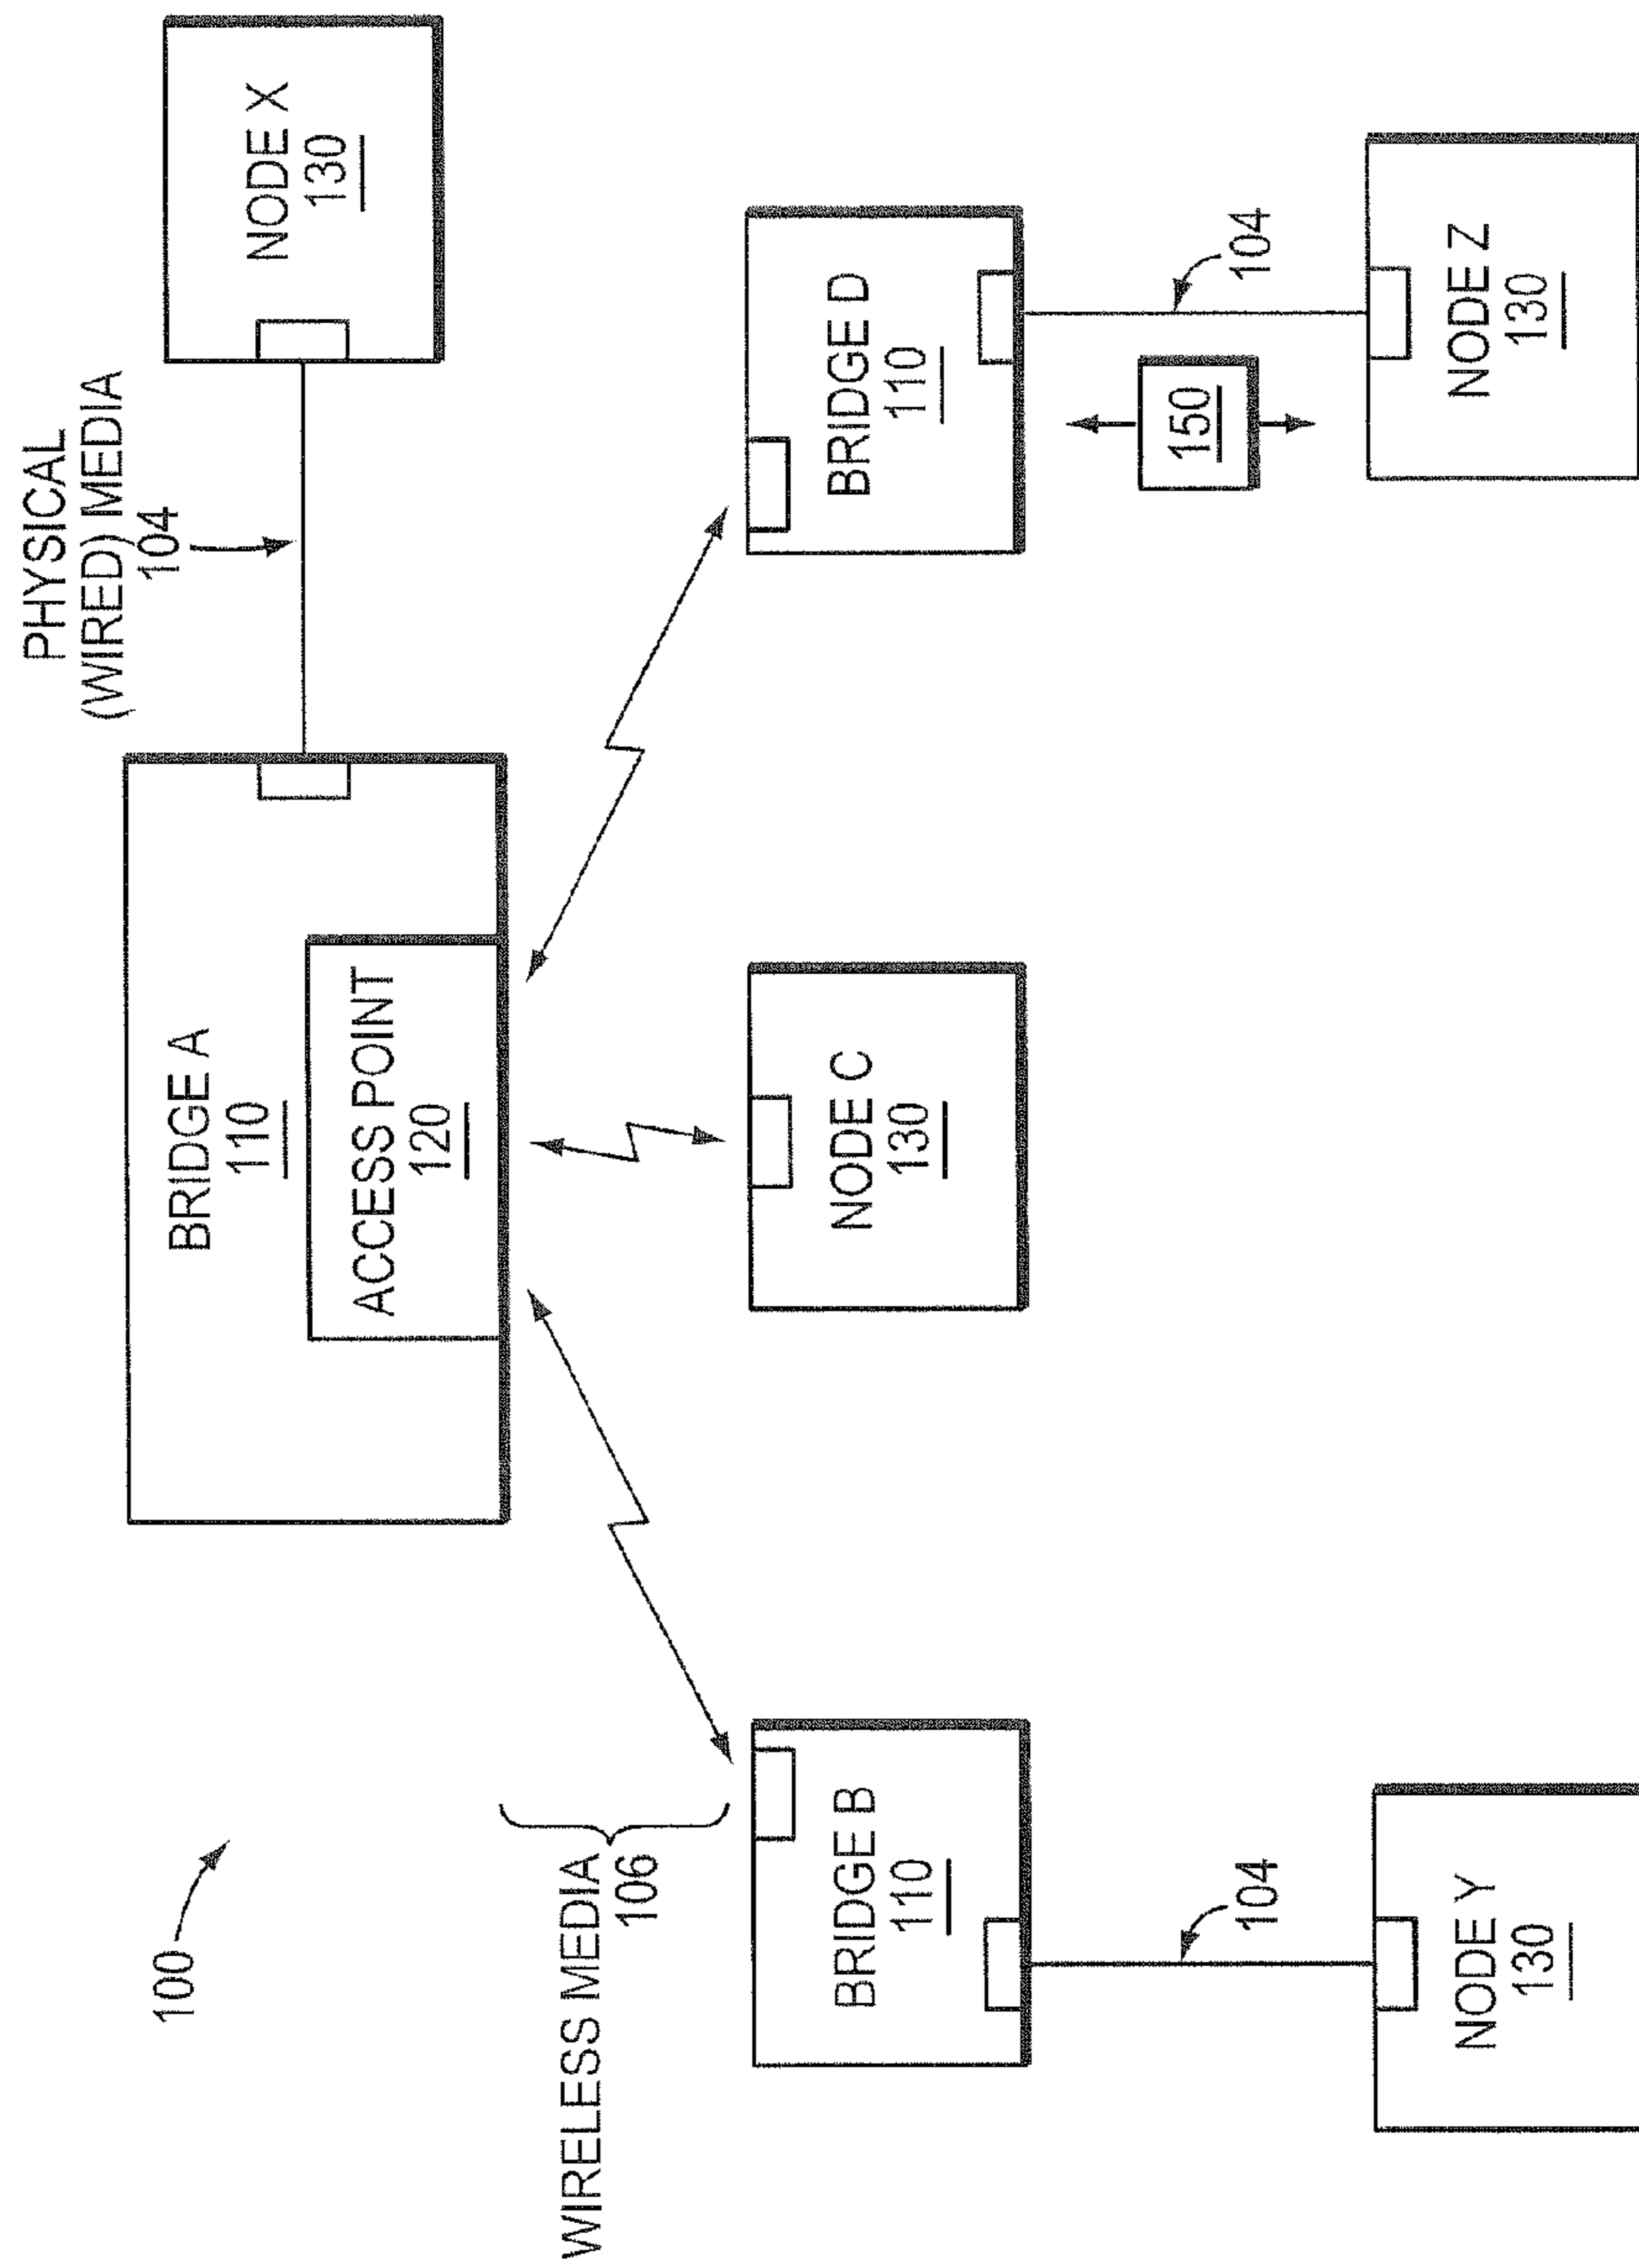 PHYSICAL
(WIRED) MEDIA
104
NODE X
130
BRIDGE A
110
ACCESS POINT
120
100
WIRELESS MEDIA
106
BRIDGE B
110
NODE C
130
BRIDGE D
110
104
150
104
NODE Y
130
NODE Z
130